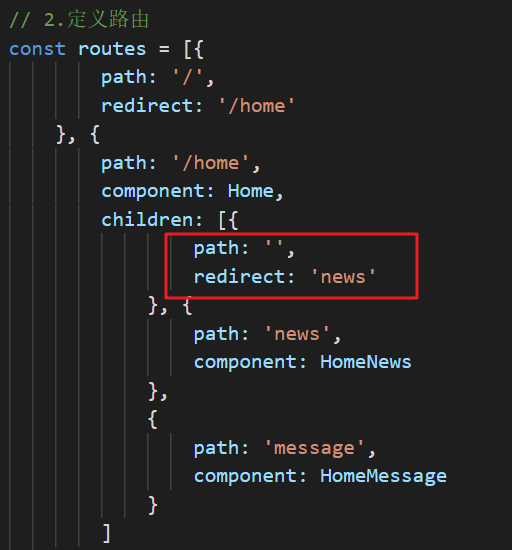 // 2.定义路由
const routes = [{
        path: '/',
        redirect: '/home'
    }, {
        path: '/home',
        component: Home,
        children: [{
                path: '',
                redirect: 'news'
            }, {
                path: 'news',
                component: HomeNews
            },
            {
                path: 'message',
                component: HomeMessage
            }
        ]